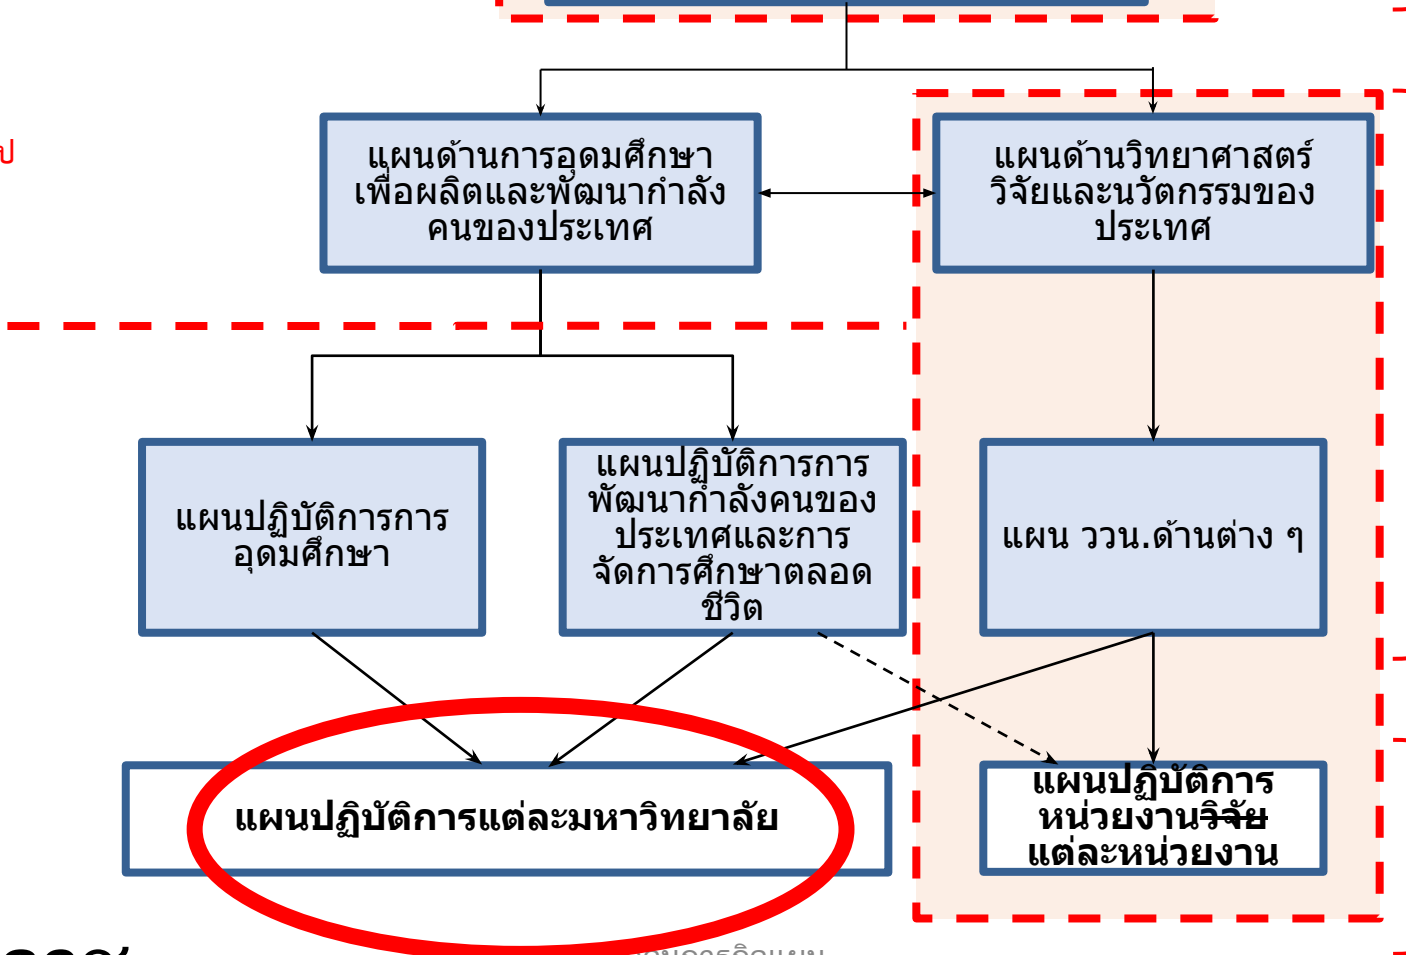 แผนด้านการอุดมศึกษา
เพื่อผลิตและพัฒนากำลัง
คนของประเทศ
แผนด้านวิทยาศาสตร์
วิจัยและนวัตกรรมของ
ประเทศ
แผนปฏิบัติการการ
อุดมศึกษา
แผนปฏิบัติการการ
พัฒนากำลังคนของ
ประเทศและการ
จัดการศึกษาตลอด
ชีวิต
แผน ววน.ด้านต่าง ๆ
แผนปฏิบัติการแต่ละมหาวิทยาลัย
แผนปฏิบัติการ
หน่วยงานวิจัย
แต่ละหน่วยงาน